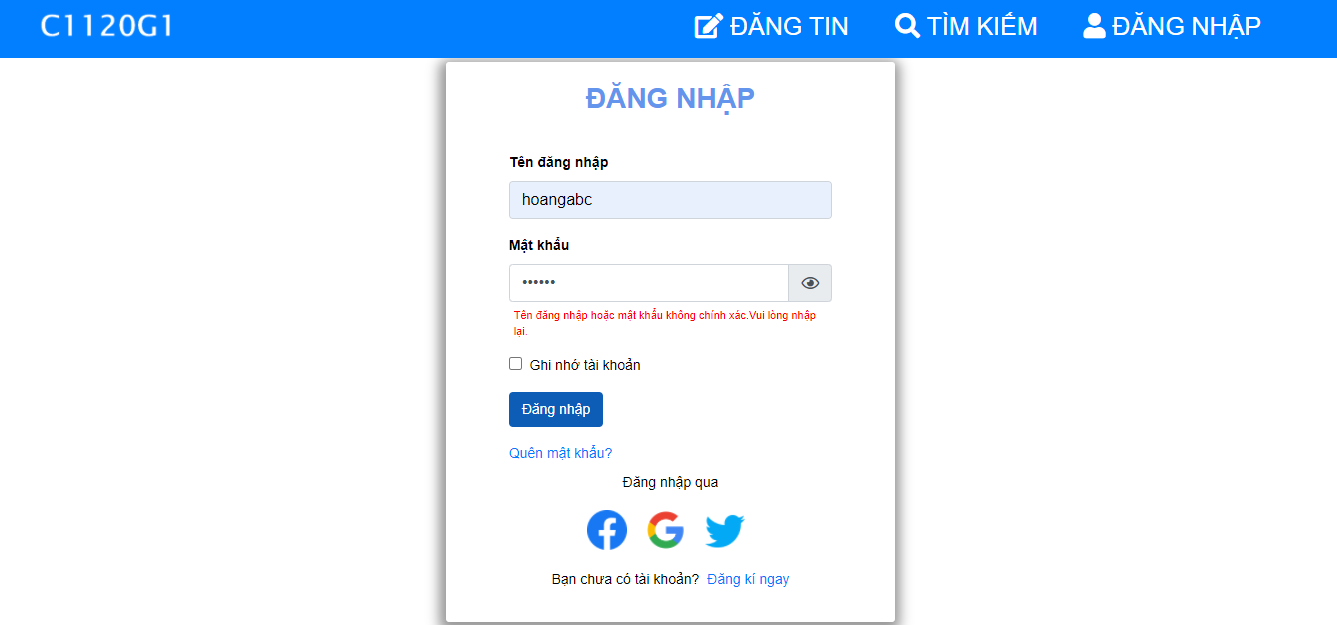 C1120G1
ĐĂNG TIN TÌM KIẾM ĐĂNG NHẬP
ĐĂNG NHẬP
Tên đăng nhập
hoangabc
Mật khẩu
••••••
Tên đăng nhập hoặc mật khẩu không chính xác.Vui lòng nhập
lại.
Ghi nhớ tài khoản
Đăng nhập
Quên mật khẩu?
Đăng nhập qua
Bạn chưa có tài khoản? Đăng kí ngay